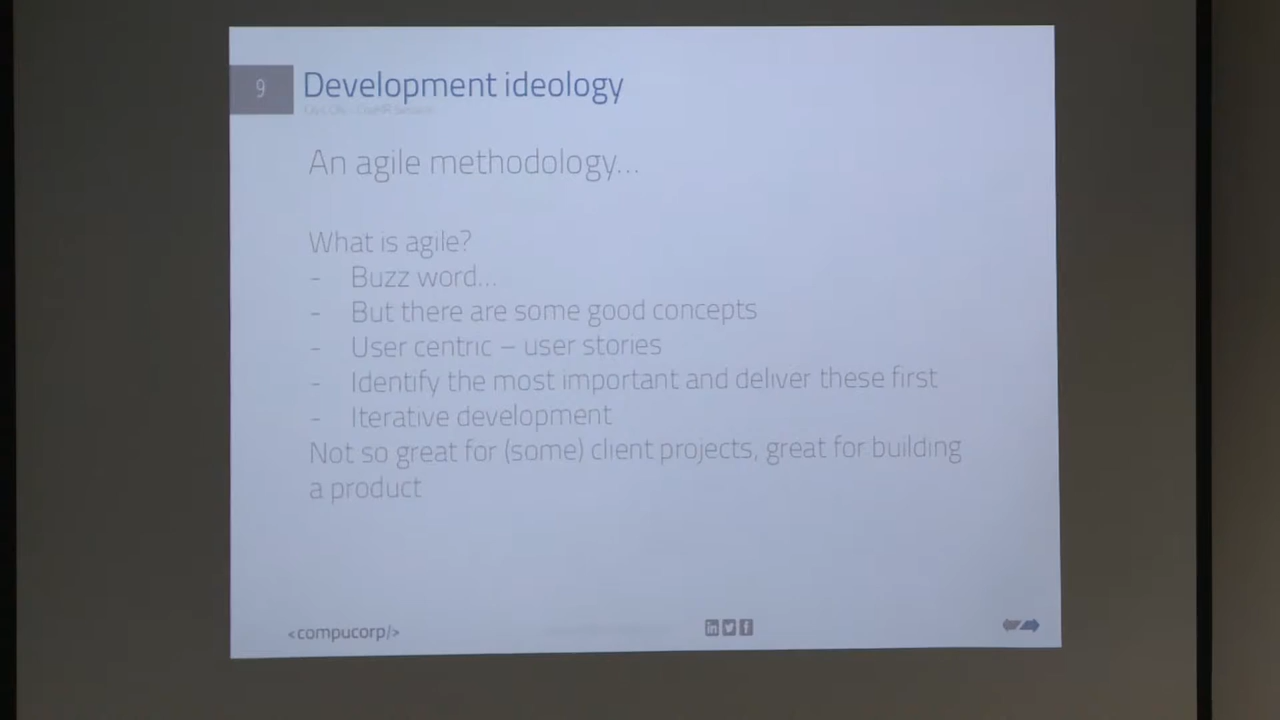 9
Development ideology
An agile methodology...
What is agile?
- Buzz word...
- But there are some good concepts
- User centric – user stories
- Identify the most important and deliver these first
- Iterative development
Not so great for (some) client projects, great for building
a product
<compucorp/>
in f